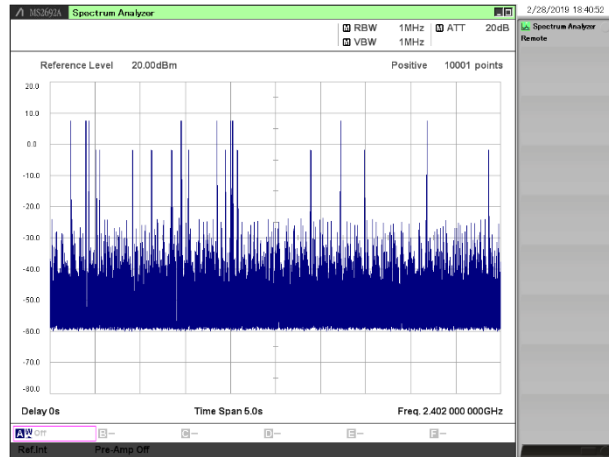 MS2692A Spectrum Analyzer
2/28/2019 18:40:52
Spectrum Analyzer
Remote
RBW 1MHz ATT 20dB
VBW 1MHz
Reference Level 20.00dBm Positive 10001 points
20.0
10.0
0.0
-10.0
-20.0
-30.0
-40.0
-50.0
-60.0
-70.0
-80.0
Delay 0s Time Span 5.0s Freq. 2.402 000 000GHz
A Off B-- C-- D-- E-- F--
Ref.Int Pre-Amp Off